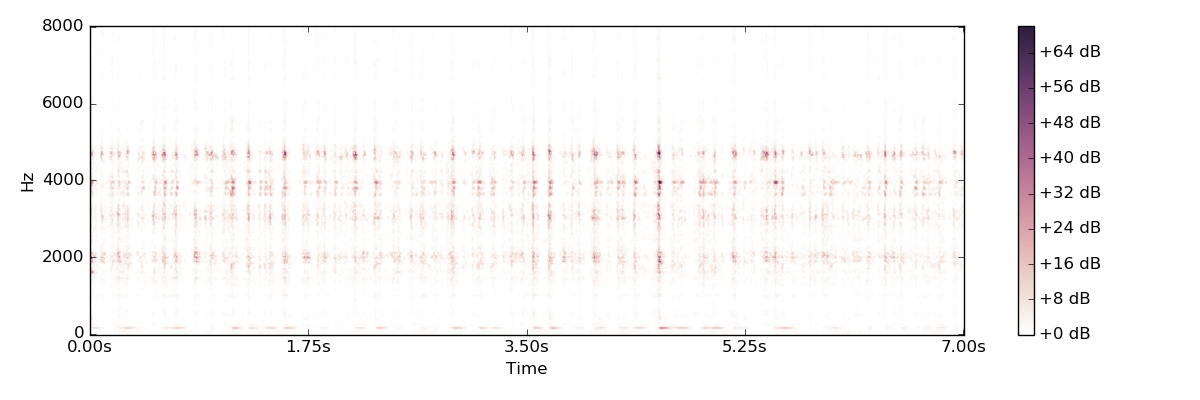 8000
6000
4000
2000
0
Hz
0.00s
1.75s
3.50s
5.25s
7.00s
Time
+64 dB
+56 dB
+48 dB
+40 dB
+32 dB
+24 dB
+16 dB
+8 dB
+0 dB